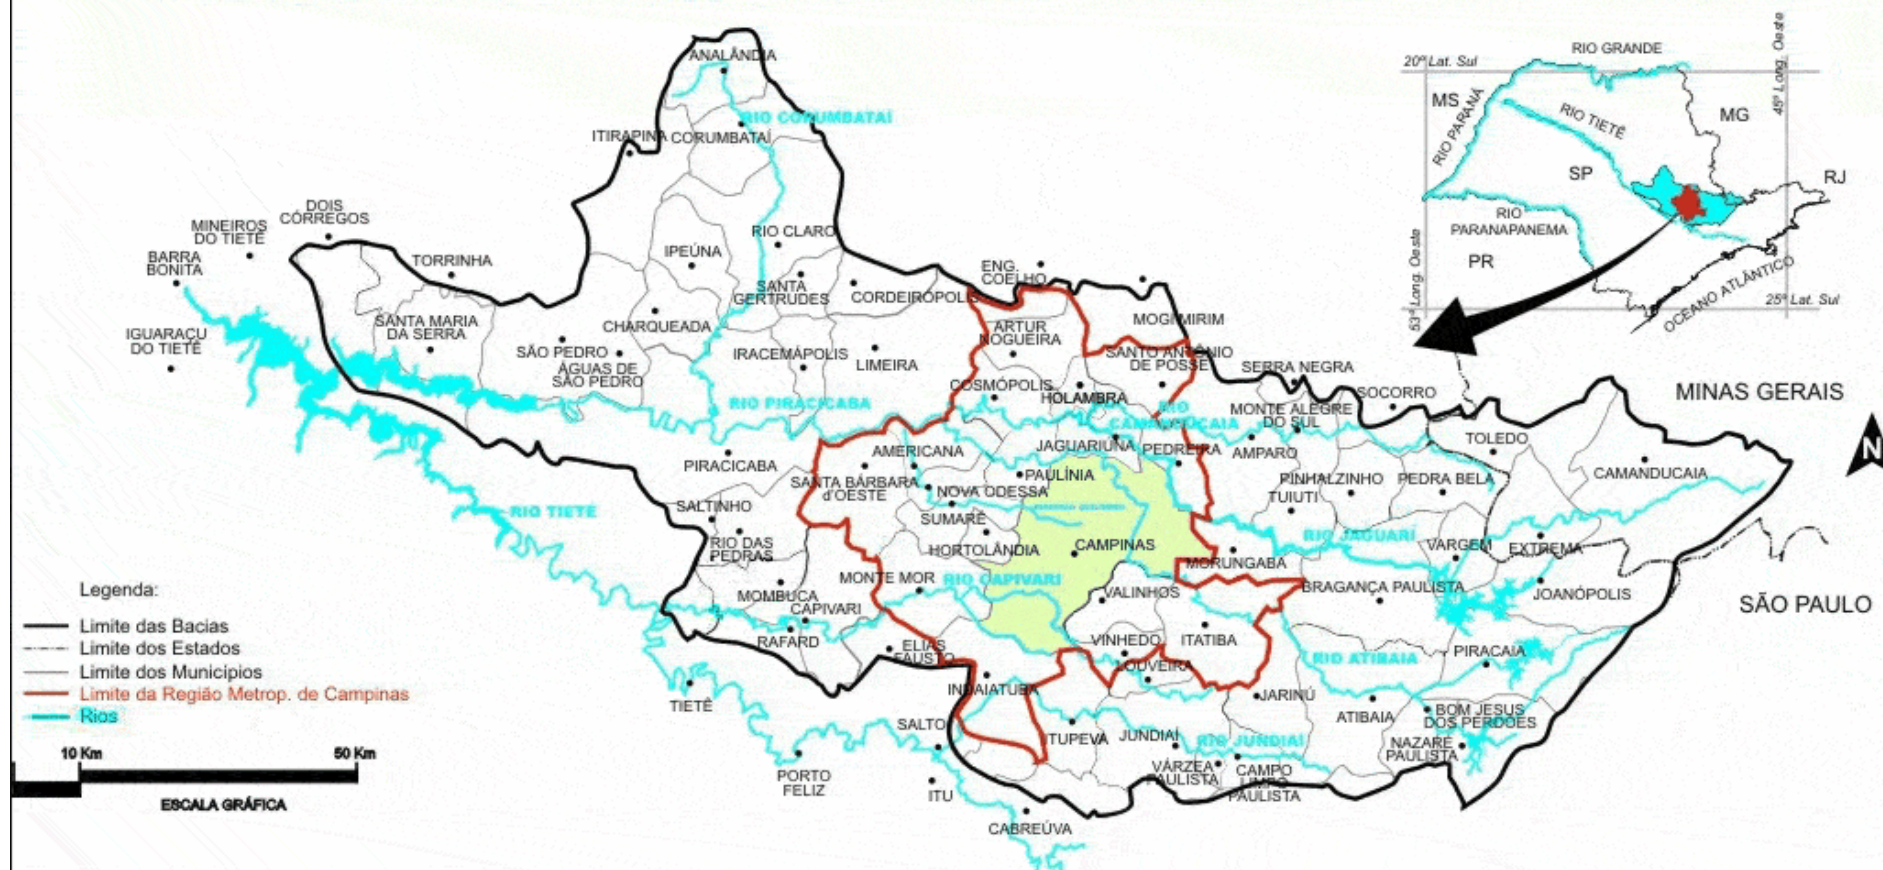 ANALÂNDIA
RIO CORUMBATAÍ
ITIRAPINA
CORUMBATAÍ
DOIS
CÓRREGOS
MINEIROS
DO TIETÊ
BARRA
BONITA
TORRINHA
IPEÚNA
RIO CLARO
SANTA
GERTRUDES
CORDEIRÓPOLIS
ENG.
COELHO
IGUARAÇU
DO TIETÊ
SANTA MARIA
DA SERRA
CHARQUEADA
SÃO PEDRO
ÁGUAS DE
SÃO PEDRO
IRACEMÁPOLIS
LIMEIRA
ARTUR
NOGUEIRA
MOGI MIRIM
SANTO ANTÔNIO
DE POSSE
COSMÓPOLIS
HOLAMBRA
SERRA NEGRA
SOCORRO
MINAS GERAIS
RIO PIRACICABA
RIO
CAMANDUCAIA
MONTE ALEGRE
DO SUL
JAGUARIÚNA
PEDREIRA
AMPARO
TOLEDO
CAMANDUCAIA
N
PIRACICABA
AMERICANA
SANTA BÁRBARA
d'OESTE
NOVA ODESSA
PAULÍNIA
PINHALZINHO
PEDRA BELA
TUIUTI
SALTINHO
RIO TIETÊ
SUMARÉ
HORTOLÂNDIA
CAMPINAS
RIO DAS
PEDRAS
RIO JAGUARÍ
VARGEM
EXTREMA
MORUNGABA
MONTE MOR
RIO CAPIVARI
BRAGANÇA PAULISTA
JOANÓPOLIS
SÃO PAULO
MOMBUCA
CAPIVARI
RAFARD
VALINHOS
VINHEDO
ITATIBA
ELIAS
FAUSTO
LOUVEIRA
RIO ATIBAIA
PIRACAIA
INDAIATUBA
JARINÚ
ATIBAIA
BOM JESUS
DOS PERDÕES
TIETÊ
SALTO
ITUPEVA
JUNDIAÍ
RIO JUNDIAÍ
NAZARÉ
PAULISTA
PORTO
FELIZ
ITU
VÁRZEA
PAULISTA
CAMPO
LIMPO
PAULISTA
CABREÚVA
Legenda:
Limite das Bacias
Limite dos Estados
Limite dos Municípios
Limite da Região Metrop. de Campinas
Rios
10 Km
50 Km
ESCALA GRÁFICA
RIO GRANDE
20º Lat. Sul
45º Long. Oeste
MS
RIO PARANÁ
RIO TIETÊ
MG
SP
RJ
RIO
PARANAPANEMA
PR
53º Long. Oeste
OCEANO ATLÂNTICO
25º Lat. Sul